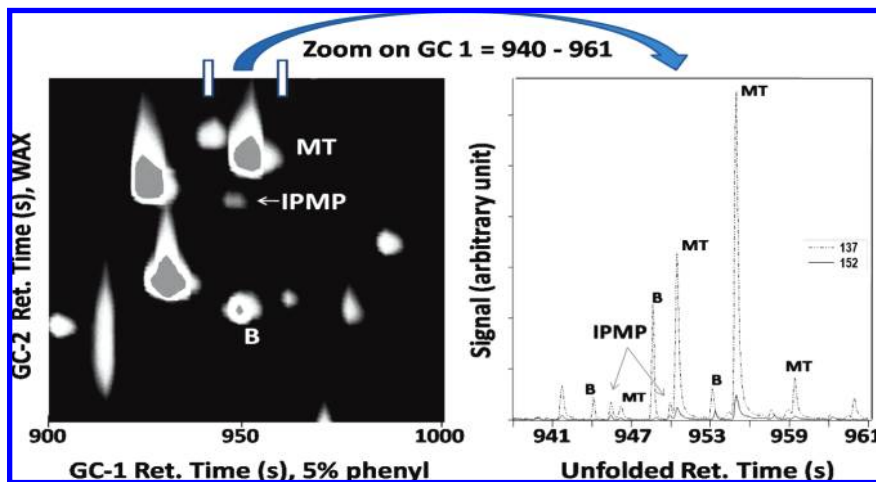 Zoom on GC 1 = 940 - 961
GC-2 Ret. Time (s), WAX
MT
IPMP
B
900
950
1000
GC-1 Ret. Time (s), 5% phenyl
Signal (arbitrary unit)
MT
MT
137
152
B
IPMP
B
MT
B
MT
941
947
953
959
961
Unfolded Ret. Time (s)